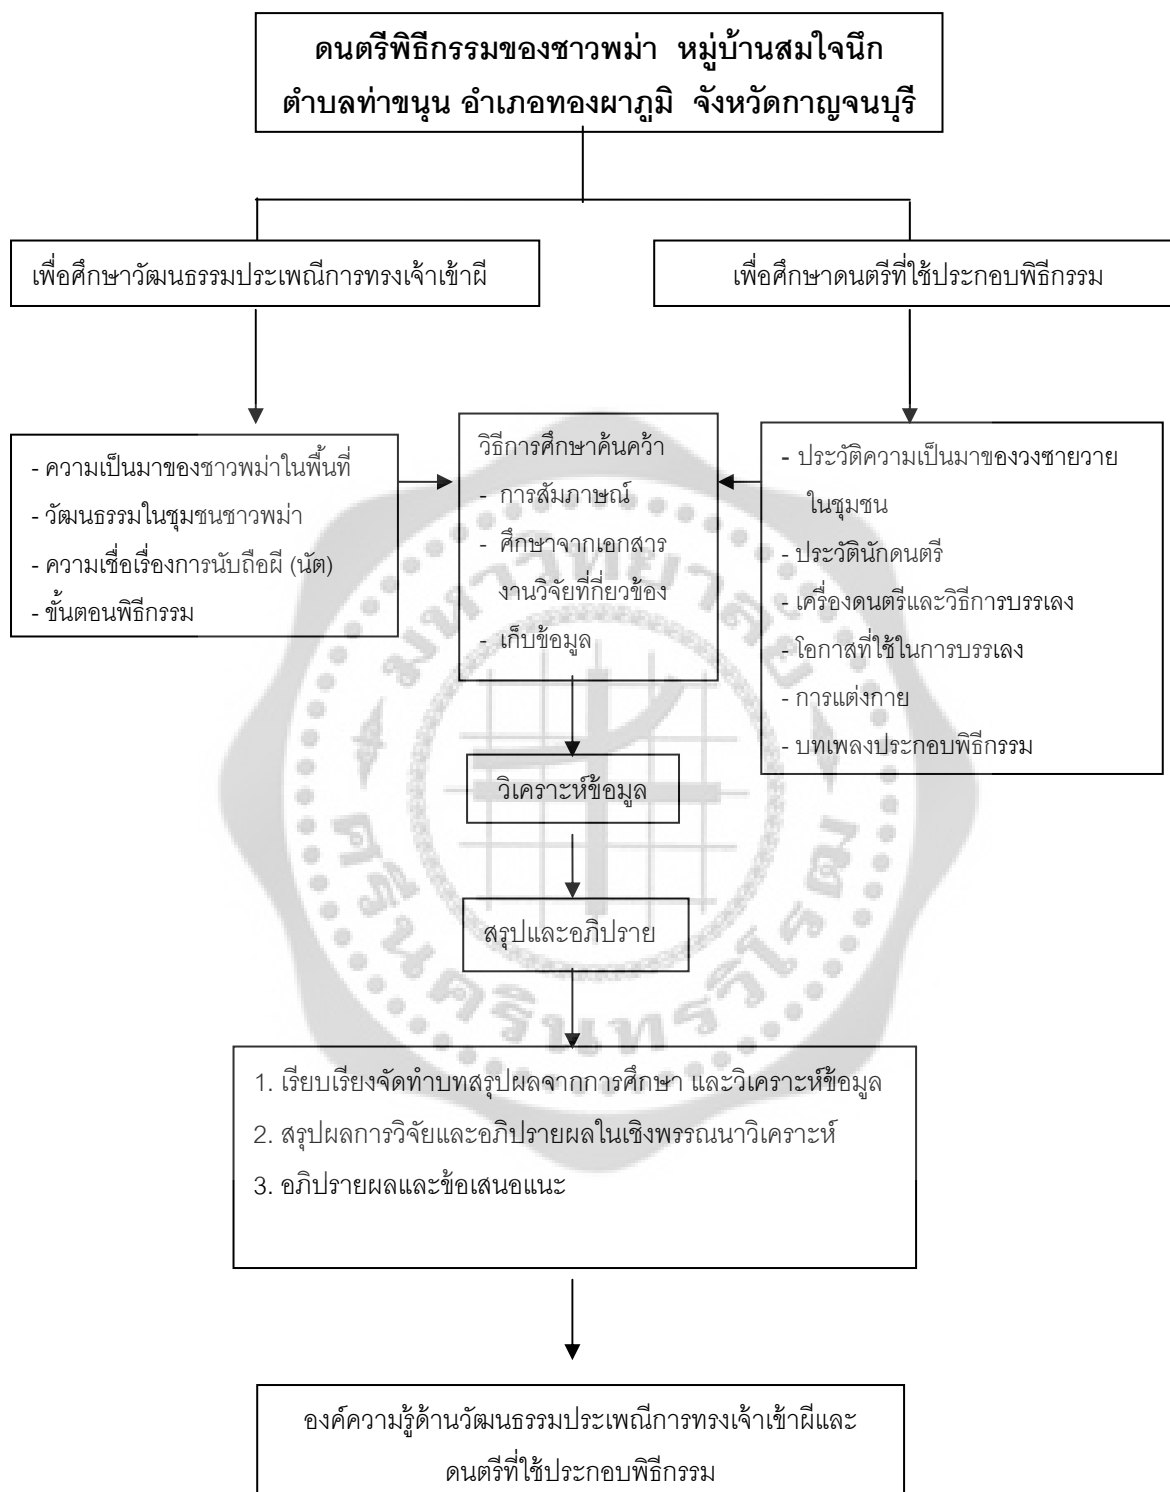 ดนตรีพิธีกรรมของชาวพม่า หมู่บ้านสมใจนึก
ตำบลท่าขนุน อำเภอทองผาภูมิ จังหวัดกาญจนบุรี
เพื่อศึกษาวัฒนธรรมประเพณีการทรงเจ้าเข้าผี
เพื่อศึกษาดนตรีที่ใช้ประกอบพิธีกรรม
- ความเป็นมาของชาวพม่าในพื้นที่
- วัฒนธรรมในชุมชนชาวพม่า
- ความเชื่อเรื่องการนับถือผี (นัต)
- ขั้นตอนพิธีกรรม
วิธีการศึกษาค้นคว้า
- การสัมภาษณ์
- ศึกษาจากเอกสาร
งานวิจัยที่กี่ยวข้อง
- เก็บข้อมูล
- ประวัติความเป็นมาของวงซายวาย
ในชุมชน
- ประวัตินักดนตรี
- เครื่องดนตรีและวิธีการบรรเลง
- โอกาสที่ใช้ในการบรรเลง
- การแต่งกาย
- บทเพลงประกอบพิธีกรรม
วิเคราะห์ข้อมูล
สรุปและอภิปราย
1. เรียบเรียงจัดทำบทสรุปผลจากการศึกษา และวิเคราะห์ข้อมูล
2. สรุปผลการวิจัยและอภิปรายผลในเชิงพรรณนาวิเคราะห์
3. อภิปรายผลและข้อเสนอแนะ
องค์ความรู้ด้านวัฒนธรรมประเพณีการทรงเจ้าเข้าผีและ
ดนตรีที่ใช้ประกอบพิธีกรรม
มหาวิทยาลัย
ศรีนครินทรวิโรฒ